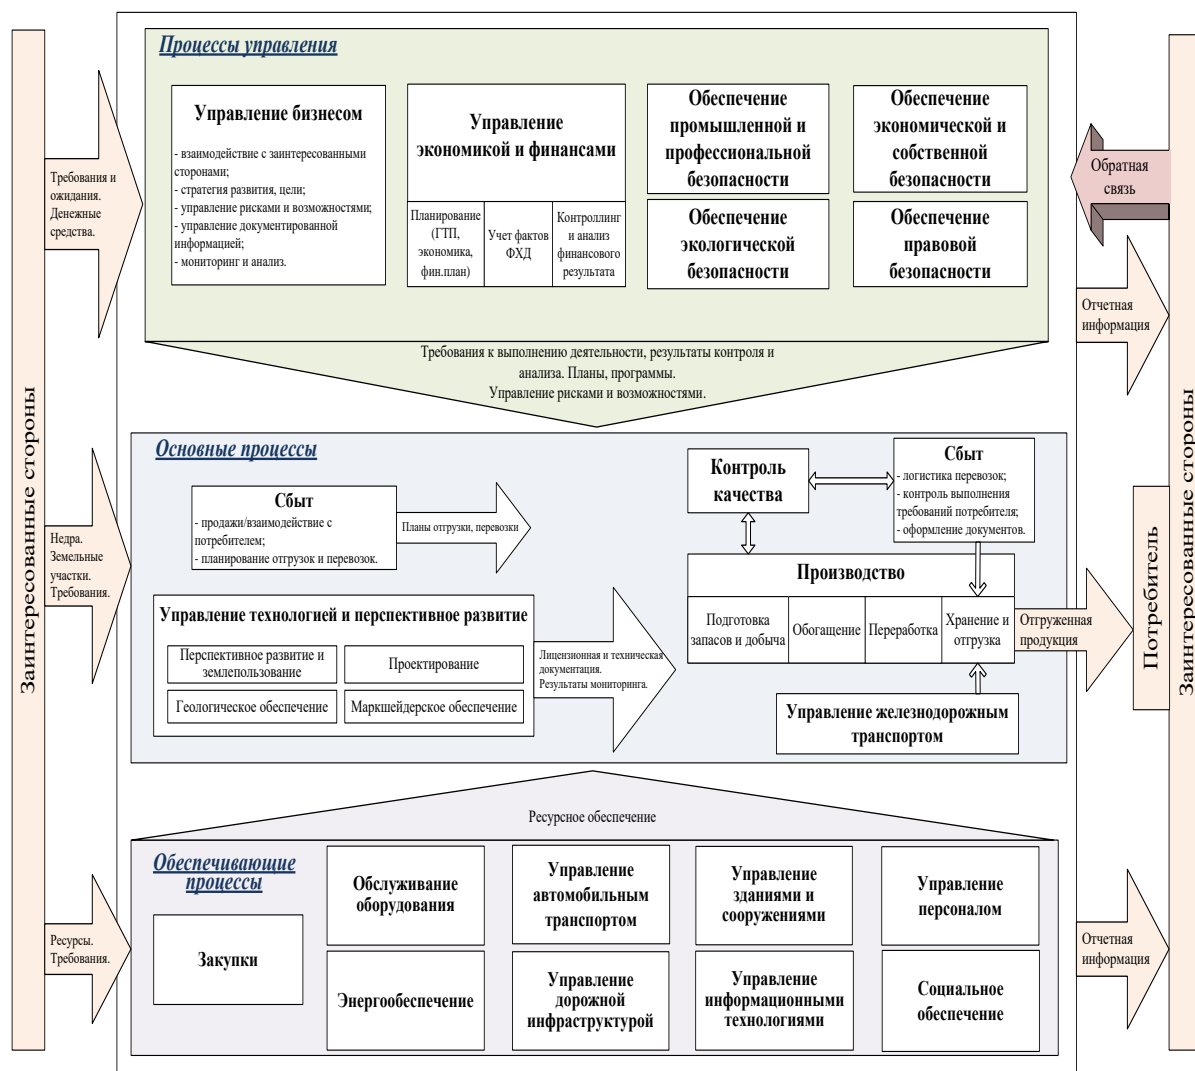 Заинтересованные стороны
Требования и
ожидания.
Денежные
средства.
Недра.
Земельные
участки.
Требования.
Ресурсы.
Требования.
Процессы управления
Управление бизнесом
- взаимодействие с заинтересованными
сторонами;
- стратегия развития, цели;
- управление рисками и возможностями;
- управление документированной
информацией;
- мониторинг и анализ.
Управление
экономикой и финансами
Планирование
(ГТП,
экономика,
фин.план)
Учет фактов
ФХД
Контроллинг
и анализ
финансового
результата
Обеспечение
промышленной и
профессиональной
безопасности
Обеспечение
экономической и
собственной
безопасности
Обеспечение
экологической
безопасности
Обеспечение
правовой
безопасности
Требования к выполнению деятельности, результаты контроля и
анализа. Планы, программы.
Управление рисками и возможностями.
Основные процессы
Сбыт
- продажи/взаимодействие с
потребителем;
- планирование отгрузок и перевозок.
Планы отгрузки, перевозки
Управление технологией и перспективное развитие
Перспективное развитие и
землепользование
Проектирование
Геологическое обеспечение
Маркшейдерское обеспечение
Лицензионная и техническая
документация.
Результаты мониторинга.
Контроль
качества
Сбыт
- логистика перевозок;
- контроль выполнения
требований потребителя;
- оформление документов.
Производство
Подготовка
запасов и добыча
Обогащение
Переработка
Хранение и
отгрузка
Управление железнодорожным
транспортом
Ресурсное обеспечение
Обеспечивающие
процессы
Закупки
Обслуживание
оборудования
Управление
автомобильным
транспортом
Управление
зданиями и
сооружениями
Управление
персоналом
Энергообеспечение
Управление
дорожной
инфраструктурой
Управление
информационными
технологиями
Социальное
обеспечение
Обратная
связь
Отчетная
информация
Отгруженная
продукция
Потребитель
Отчетная
информация
Заинтересованные стороны